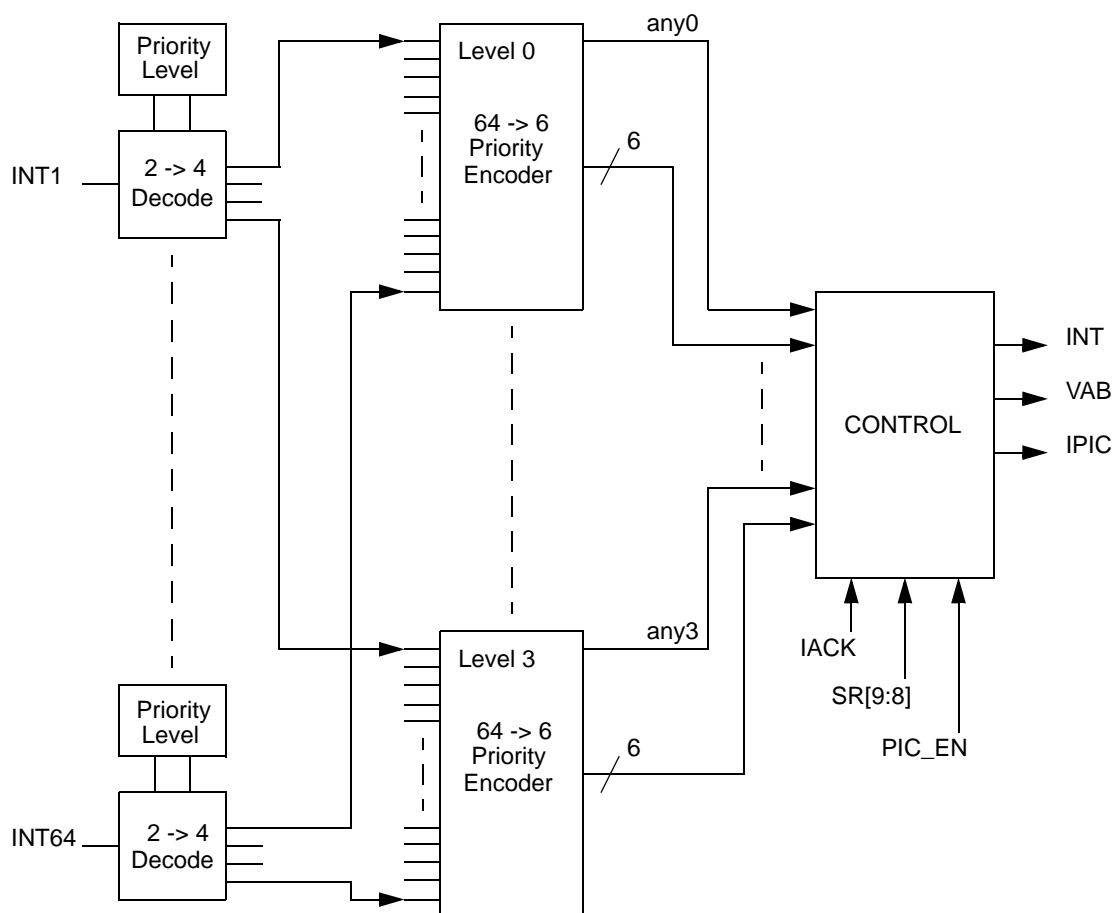 Priority
Level
INT1
2 -> 4
Decode
Level 0
64 -> 6
Priority
Encoder
any0
6
CONTROL
INT
VAB
IPIC
IACK
SR[9:8]
PIC_EN
Priority
Level
INT64
2 -> 4
Decode
Level 3
64 -> 6
Priority
Encoder
any3
6